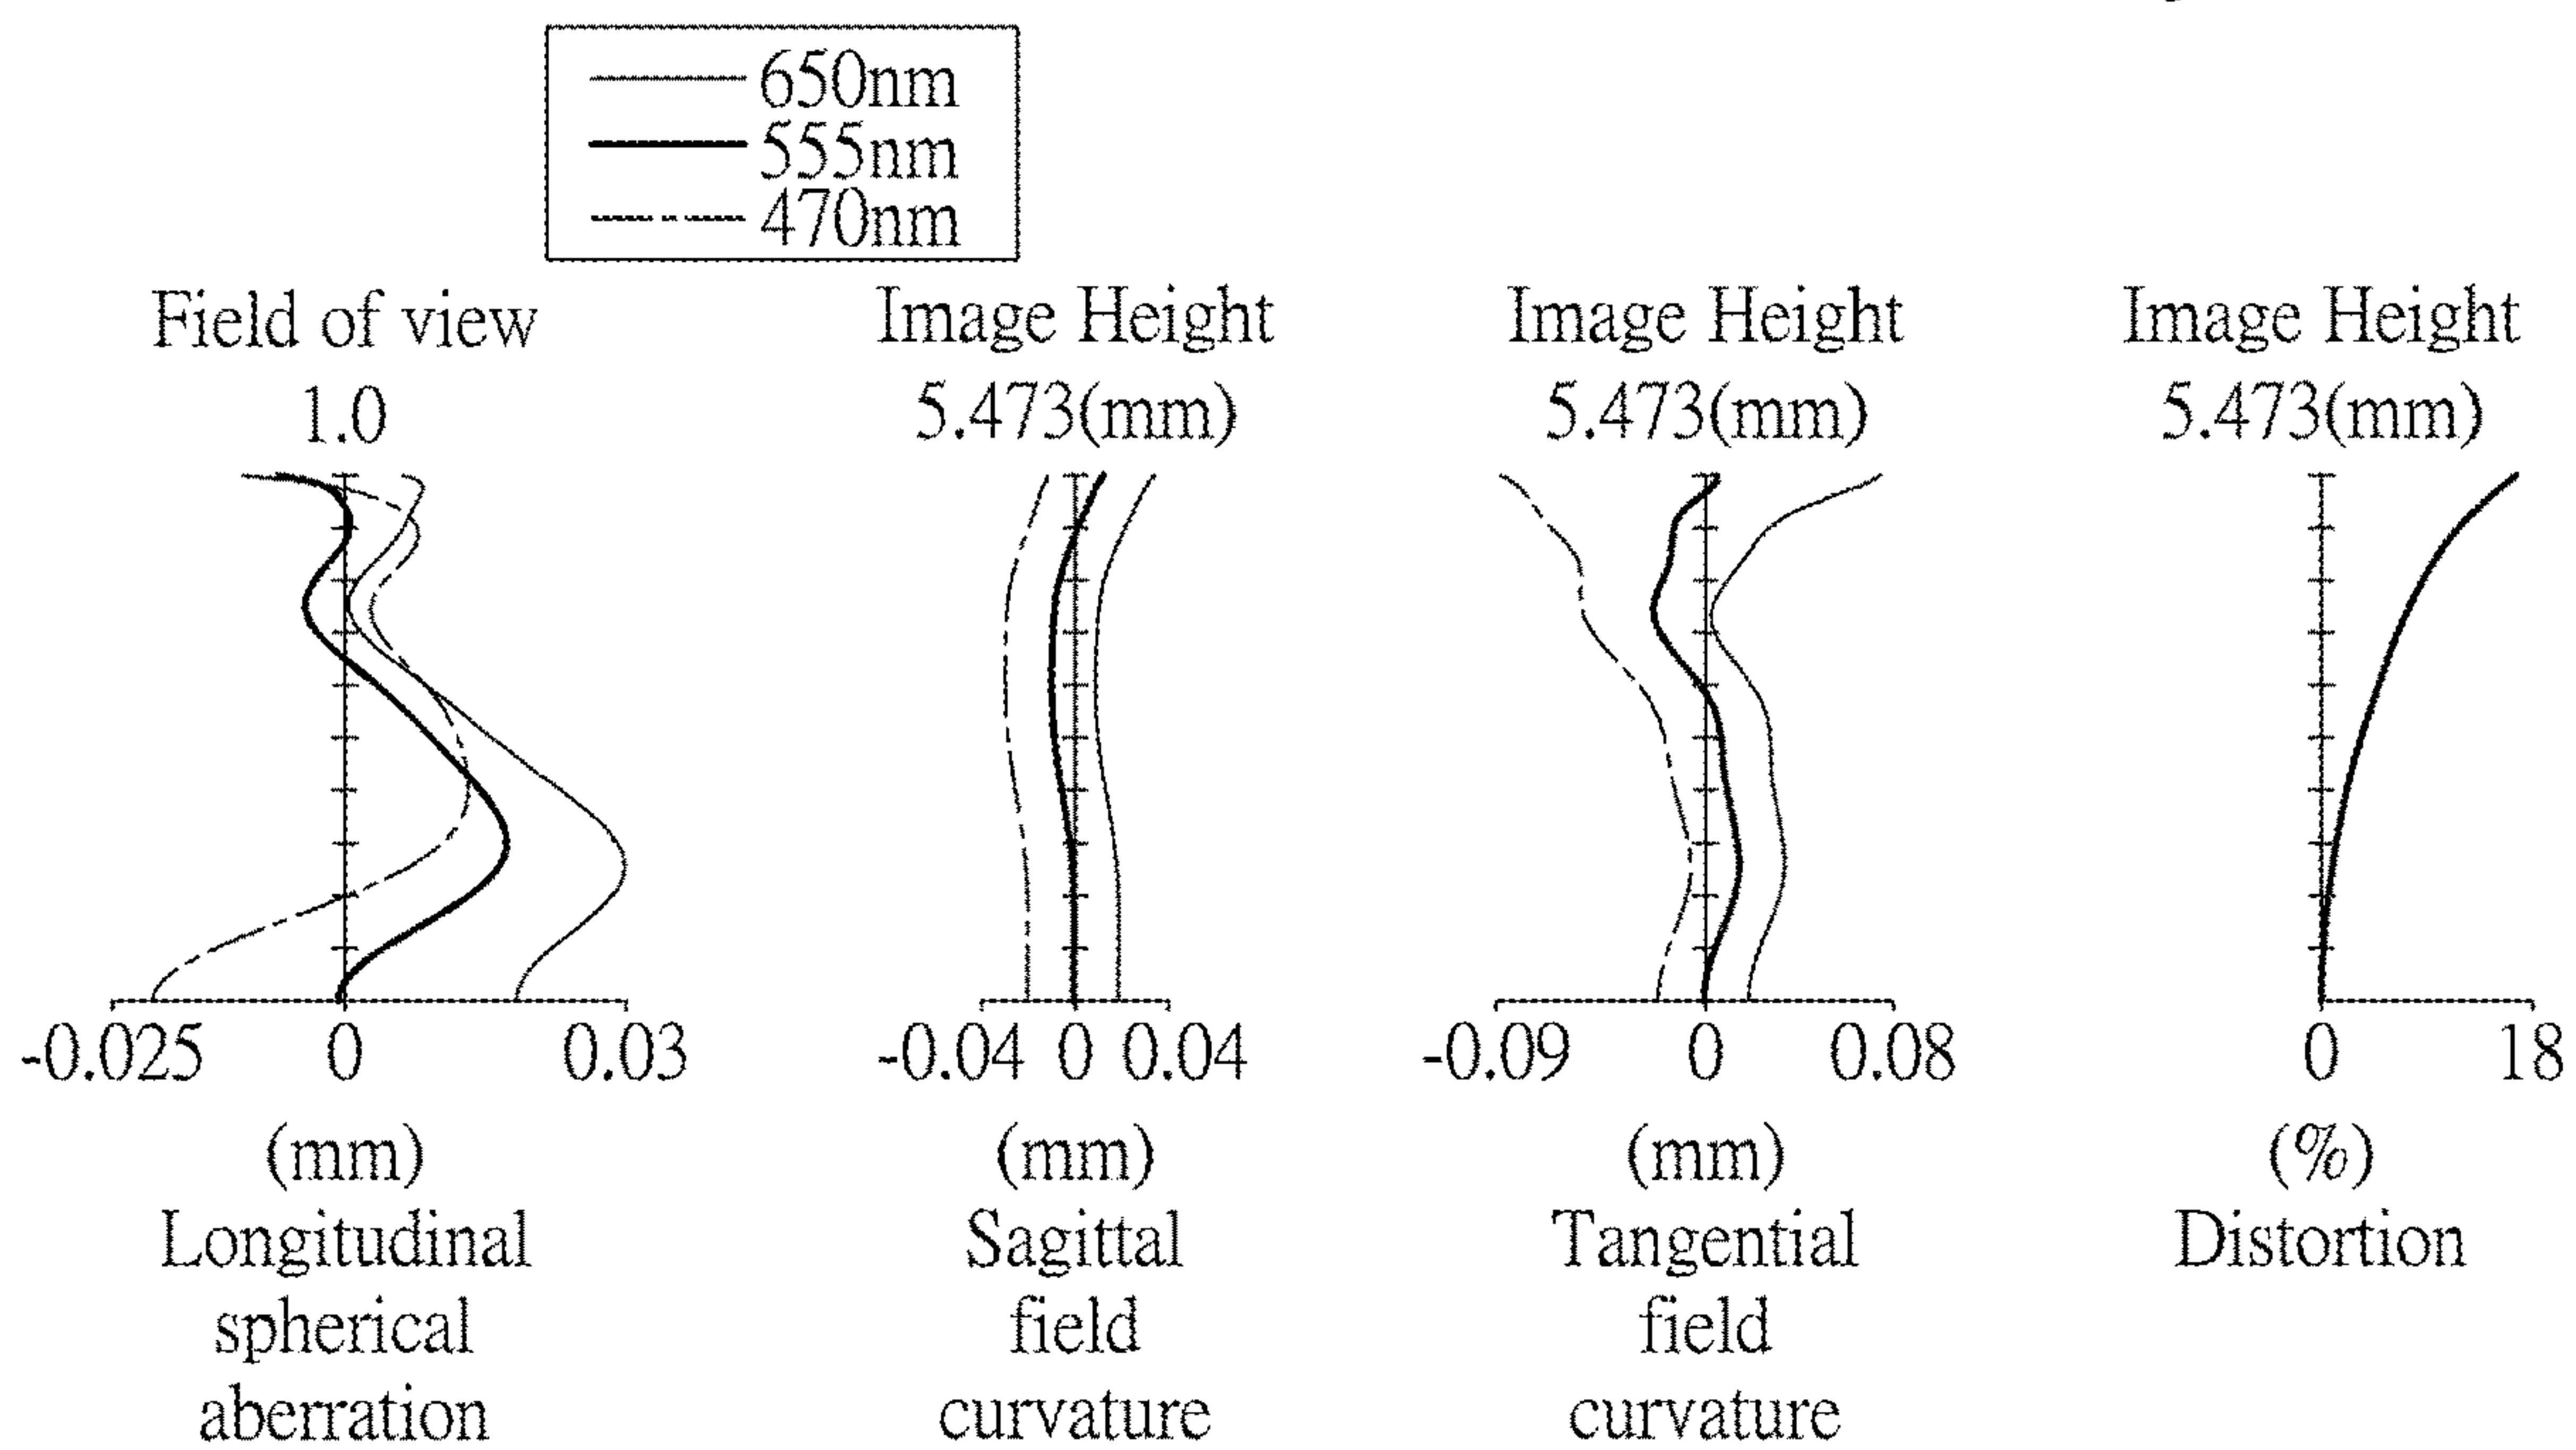 650nm
555nm
470nm
Field of view
1.0
-0.025 0 0.03
(mm)
Longitudinal
spherical
aberration
Image Height
5.473(mm)
-0.04 0 0.04
(mm)
Sagittal
field
curvature
Image Height
5.473(mm)
-0.09 0 0.08
(mm)
Tangential
field
curvature
Image Height
5.473(mm)
0 18
(%)
Distortion